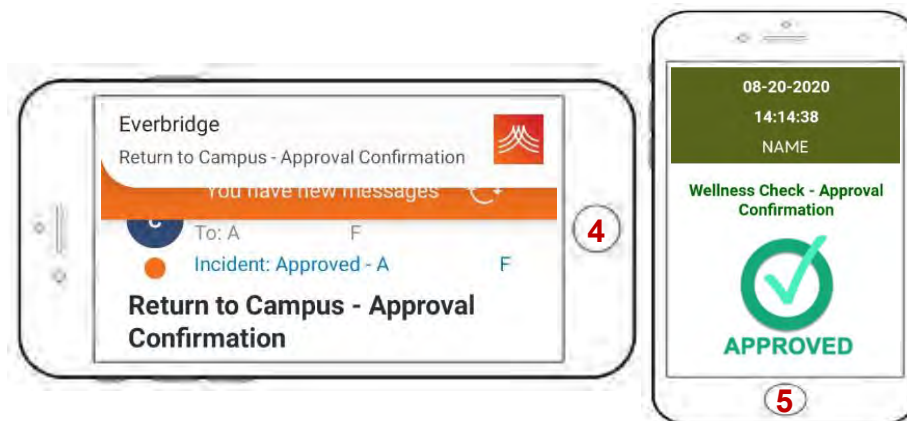 Everbridge
Return to Campus - Approval Confirmation
You have new messages
C
To: A F
Incident: Approved - A F
Return to Campus - Approval
Confirmation
4
08-20-2020
14:14:38
NAME
Wellness Check - Approval
Confirmation
APPROVED
5